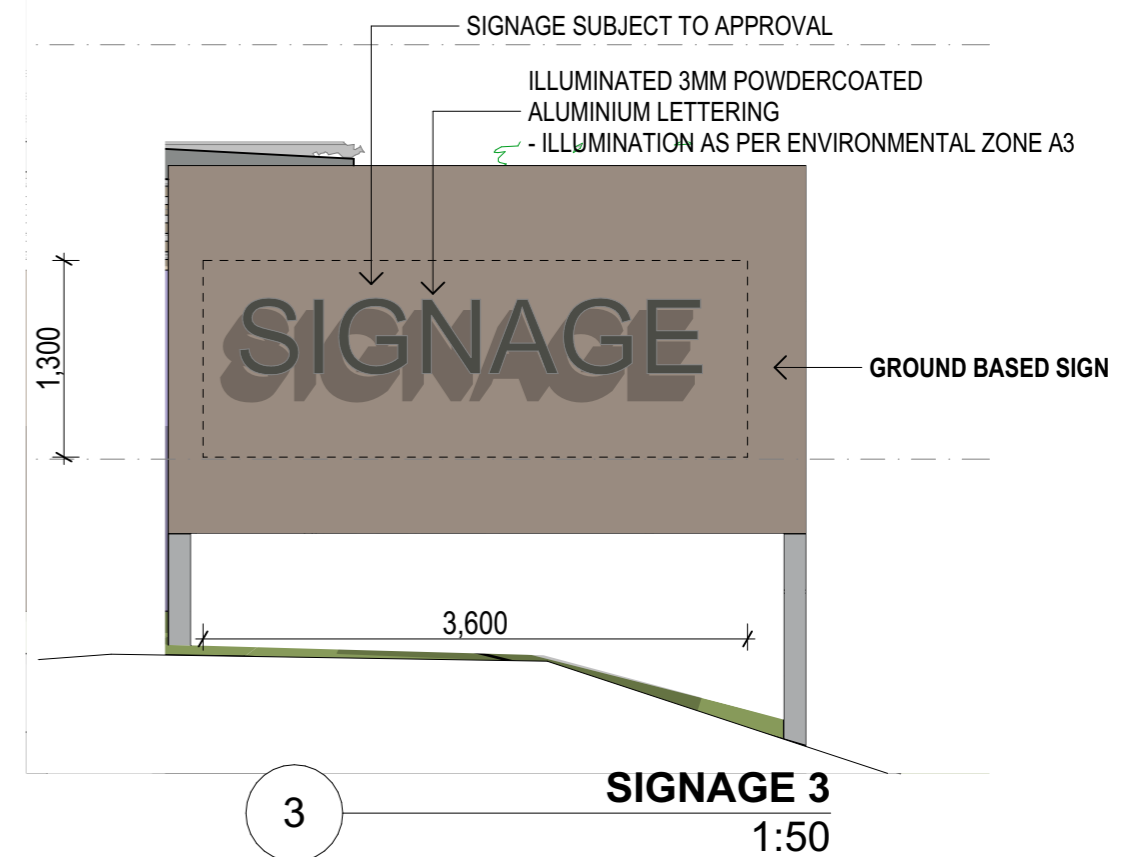 SIGNAGE SUBJECT TO APPROVAL
ILLUMINATED 3MM POWDERCOATED
ALUMINIUM LETTERING
- ILLUMINATION AS PER ENVIRONMENTAL ZONE A3
SIGNAGE
1,300
GROUND BASED SIGN
3,600
SIGNAGE 3
3
1:50